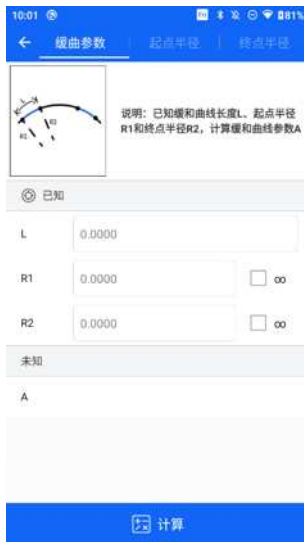 10:01
81%
缓曲参数
起点半径
终点半径
说明：已知缓和曲线长度L、起点半径
R1和终点半径R2，计算缓和曲线参数A
L
R1
R2
已知
L
0.0000
R1
0.0000
∞
R2
0.0000
∞
未知
A
计算